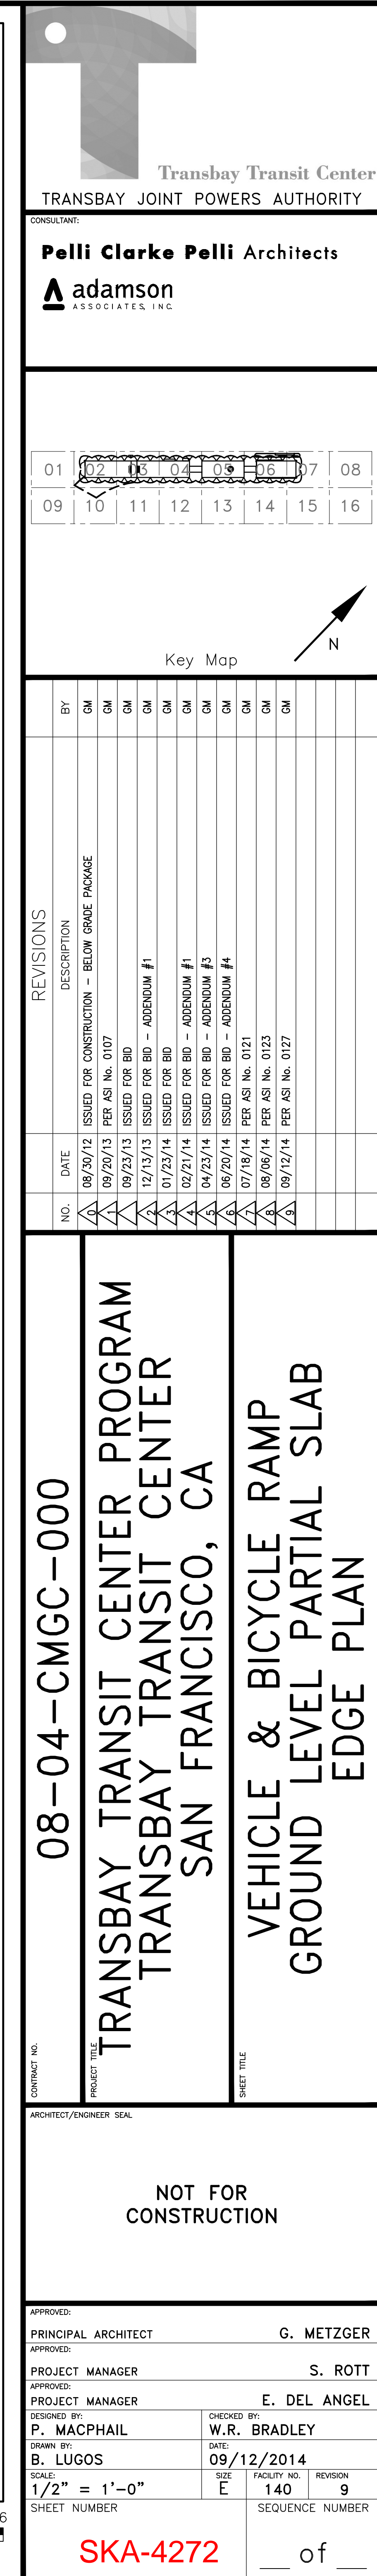 Transbay Transit Center
TRANSBAY JOINT POWERS AUTHORITY
CONSULTANT:
Pelli Clarke Pelli Architects
adamson
ASSOCIATES, INC.
01 02 03 04 05 06 07 08
09 10 11 12 13 14 15 16
N
Key Map
REVISIONS
NO. DATE DESCRIPTION BY
0 08/30/12 ISSUED FOR CONSTRUCTION - BELOW GRADE PACKAGE GM
1 09/20/13 PER ASI No. 0107 GM
09/23/13 ISSUED FOR BID GM
2 12/13/13 ISSUED FOR BID - ADDENDUM #1 GM
3 01/23/14 ISSUED FOR BID GM
4 02/21/14 ISSUED FOR BID - ADDENDUM #1 GM
5 04/23/14 ISSUED FOR BID - ADDENDUM #3 GM
6 06/20/14 ISSUED FOR BID - ADDENDUM #4 GM
7 07/18/14 PER ASI No. 0121 GM
8 08/06/14 PER ASI No. 0123 GM
9 09/12/14 PER ASI No. 0127 GM
CONTRACT NO.
08-04-CMGC-000
PROJECT TITLE
TRANSBAY TRANSIT CENTER PROGRAM
TRANSBAY TRANSIT CENTER
SAN FRANCISCO, CA
SHEET TITLE
VEHICLE & BICYCLE RAMP
GROUND LEVEL PARTIAL SLAB
EDGE PLAN
ARCHITECT/ENGINEER SEAL
NOT FOR
CONSTRUCTION
APPROVED:
PRINCIPAL ARCHITECT G. METZGER
APPROVED:
PROJECT MANAGER S. ROTT
APPROVED:
PROJECT MANAGER E. DEL ANGEL
DESIGNED BY: CHECKED BY:
P. MACPHAIL W.R. BRADLEY
DRAWN BY: DATE:
B. LUGOS 09/12/2014
SCALE: SIZE FACILITY NO. REVISION
1/2" = 1'-0" E 140 9
SHEET NUMBER SEQUENCE NUMBER
SKA-4272 __ of __
6